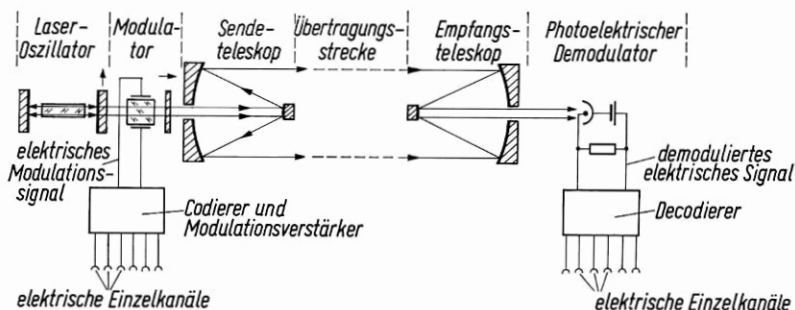 Laser-
Oszillator
Modula-
tor
Sende-
teleskop
Übertragungs-
strecke
Empfangs-
teleskop
Photoelektrischer
Demodulator
elektrisches
Modulations-
signal
Codierer und
Modulationsverstärker
elektrische Einzelkanäle
demoduliertes
elektrisches Signal
Decodierer
elektrische Einzelkanäle